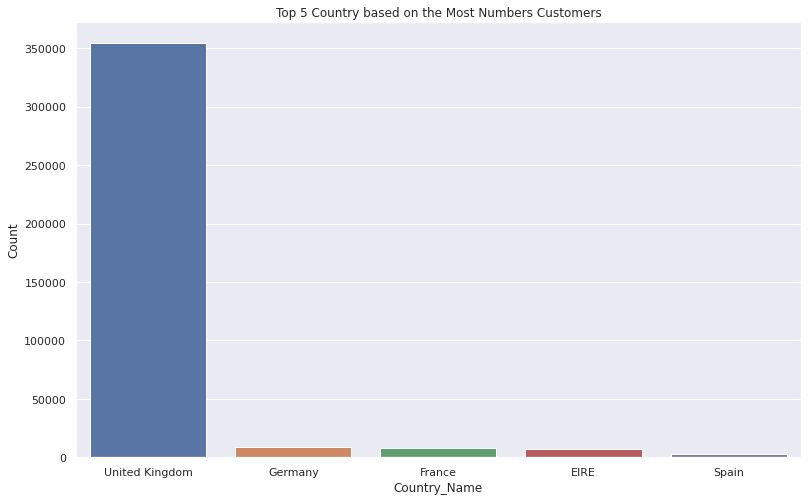 Top 5 Country based on the Most Numbers Customers
350000
300000
250000
200000
150000
100000
50000
0
Count
United Kingdom Germany France EIRE Spain
Country_Name